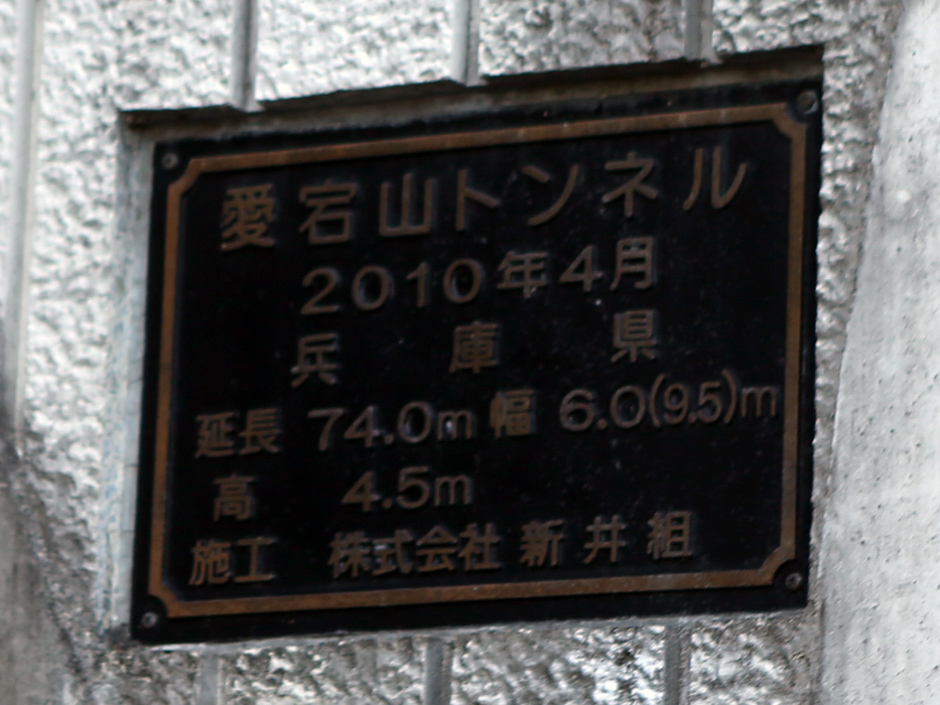 愛宕山トンネル
2010年4月
兵庫県
延長 74.0m 幅 6.0(9.5)m
高 4.5m
施工 株式会社 新井組